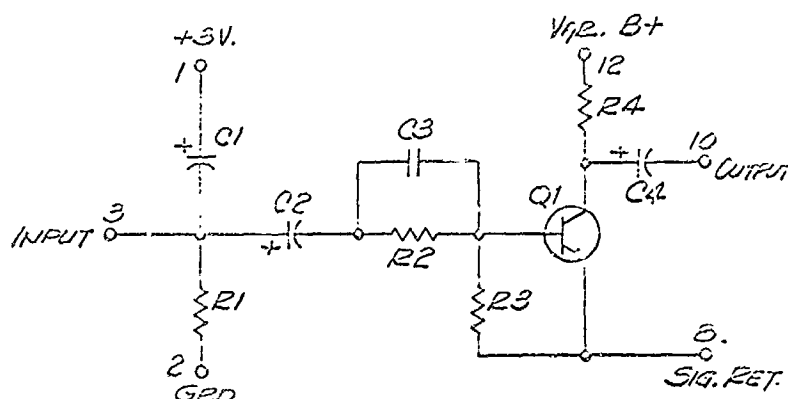 +3V.
1
+ C1
3
INPUT
R1
2
GRD
C2
+
C3
R2
R3
Q1
VAR. B+
12
R4
10
+
C4
OUTPUT
8.
SIG. RET.